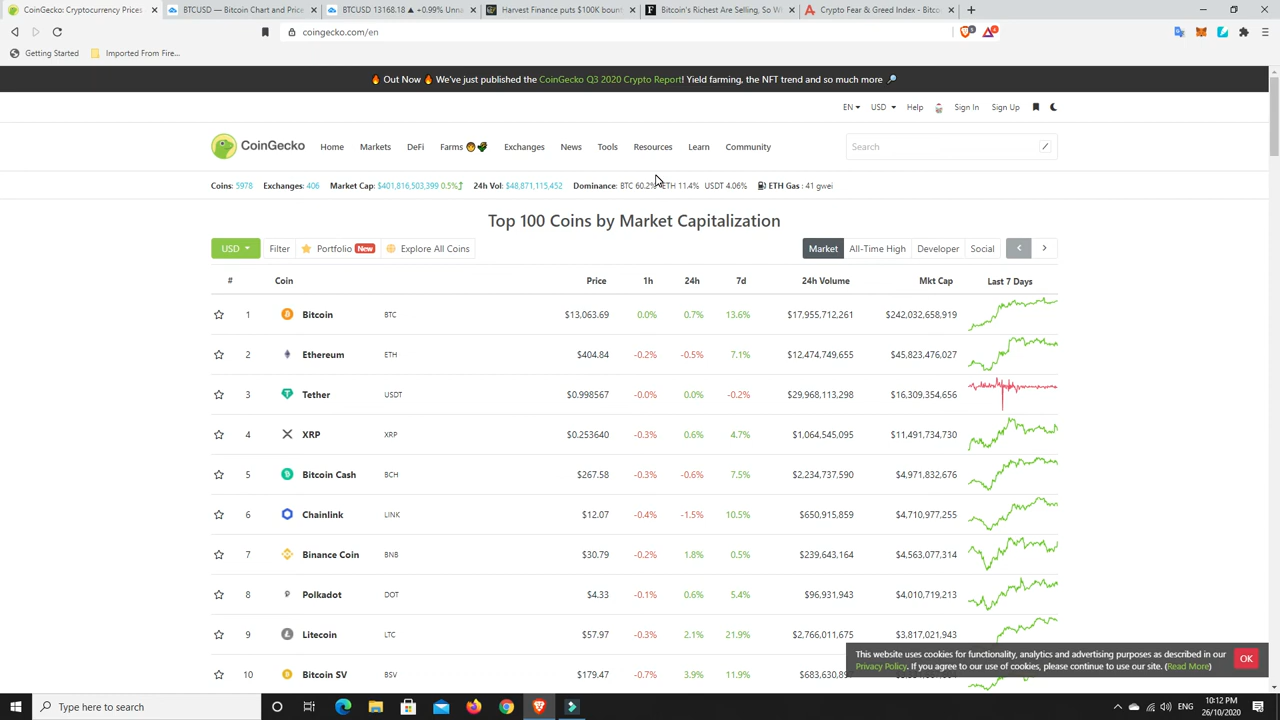 CoinGecko: Cryptocurrency Prices
BTCUSD — Bitcoin Chart and Price
BTCUSD 13168.18 ▲ +0.99% Unna
Harvest Finance puts $100K bount
Bitcoin's Richest Are Selling, So W
Crypto Fear & Greed Index - Bitco
coingecko.com/en
Getting Started
Imported From Fire...
🔥 Out Now 🔥 We've just published the CoinGecko Q3 2020 Crypto Report! Yield farming, the NFT trend and so much more 🔎
EN USD Help Sign In Sign Up
CoinGecko Home Markets DeFi Farms Exchanges News Tools Resources Learn Community Search /
Coins: 5978 Exchanges: 406 Market Cap: $401,816,503,399 0.5% 24h Vol: $48,871,115,452 Dominance: BTC 60.2% ETH 11.4% USDT 4.06% ETH Gas : 41 gwei
Top 100 Coins by Market Capitalization
USD Filter Portfolio New Explore All Coins Market All-Time High Developer Social < >
# Coin Price 1h 24h 7d 24h Volume Mkt Cap Last 7 Days
1 Bitcoin BTC $13,063.69 0.0% 0.7% 13.6% $17,955,712,261 $242,032,658,919
2 Ethereum ETH $404.84 -0.2% -0.5% 7.1% $12,474,749,655 $45,823,476,027
3 Tether USDT $0.998567 -0.0% 0.0% -0.2% $29,968,113,298 $16,309,354,656
4 XRP XRP $0.253640 -0.3% 0.6% 4.7% $1,064,545,095 $11,491,734,730
5 Bitcoin Cash BCH $267.58 -0.3% -0.6% 7.5% $2,234,737,590 $4,971,832,676
6 Chainlink LINK $12.07 -0.4% -1.5% 10.5% $650,915,859 $4,710,977,255
7 Binance Coin BNB $30.79 -0.2% 1.8% 0.5% $239,643,164 $4,563,077,314
8 Polkadot DOT $4.33 -0.1% 0.6% 5.4% $96,931,943 $4,010,719,213
9 Litecoin LTC $57.97 -0.3% 2.1% 21.9% $2,766,011,675 $3,817,021,943
10 Bitcoin SV BSV $179.47 -0.7% 3.9% 11.9%
This website uses cookies for functionality, analytics and advertising purposes as described in our
Privacy Policy. If you agree to our use of cookies, please continue to use our site. (Read More)
OK
Type here to search
ENG
10:12 PM
26/10/2020